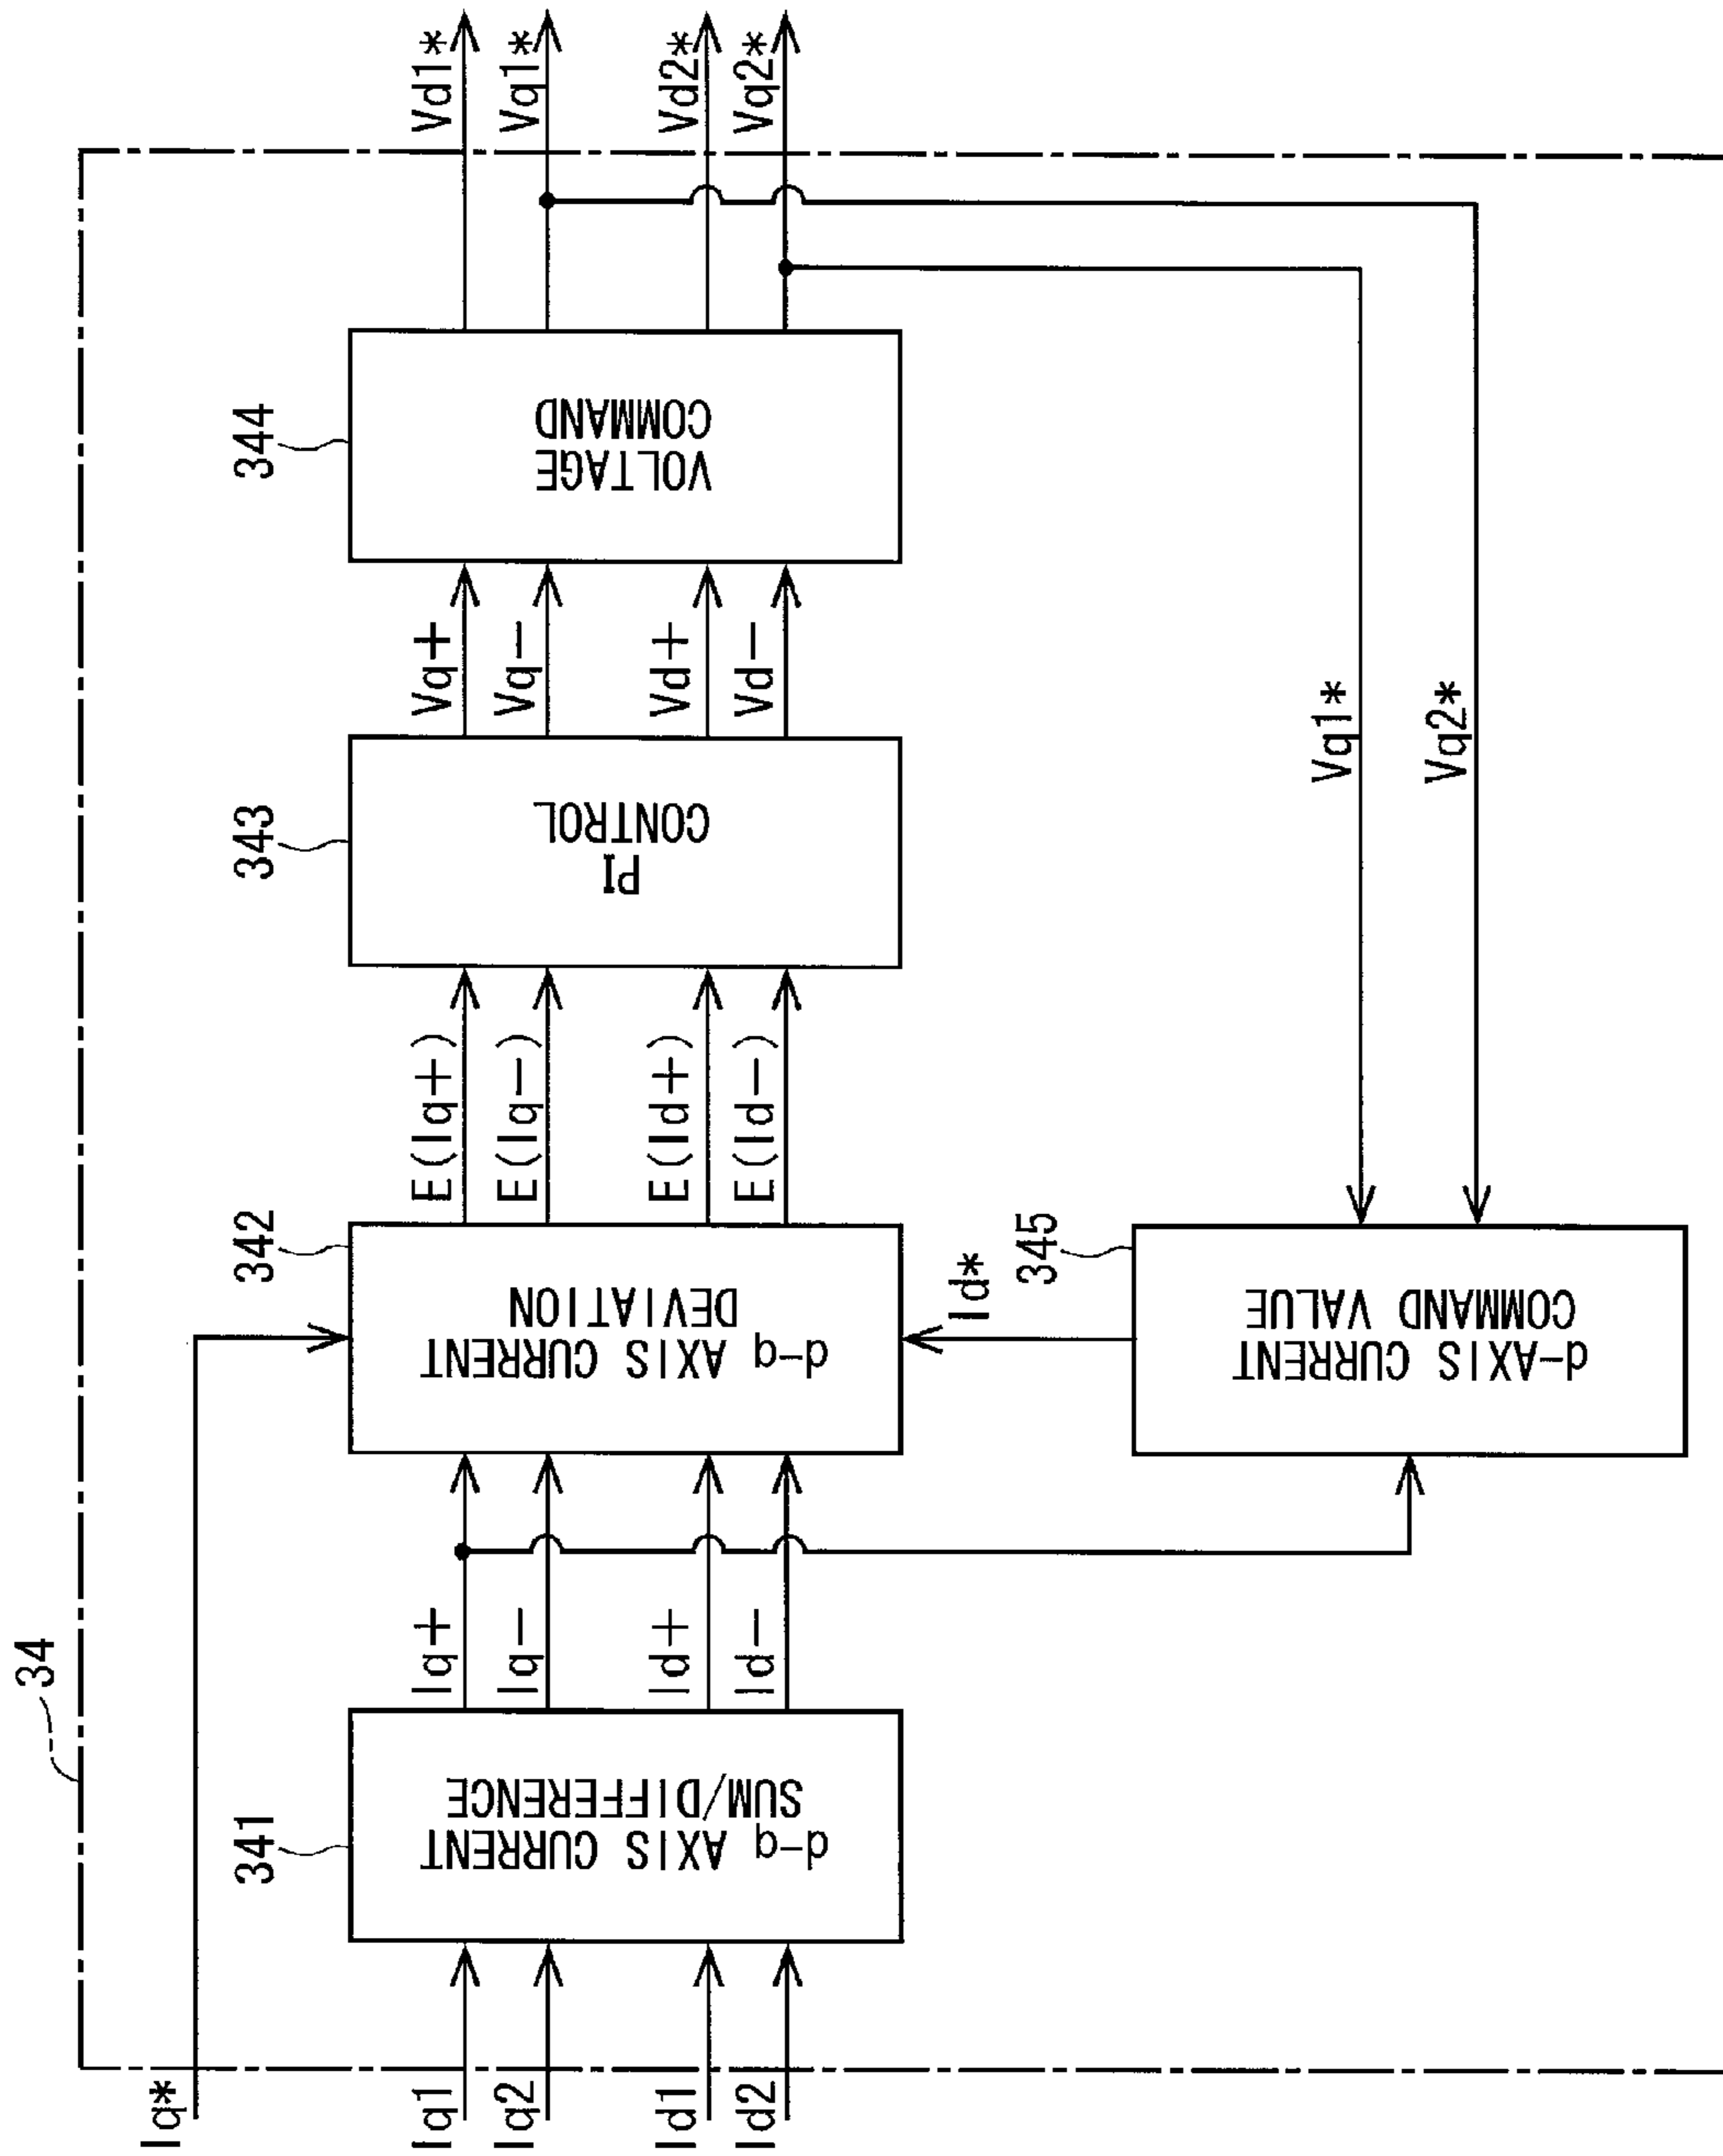 34
Iq*
Iq1
Iq2
Id1
Id2
341
d-q AXIS CURRENT
SUM/DIFFERENCE
Iq+
Iq-
Id+
Id-
342
d-q AXIS CURRENT
DEVIATION
E(Iq+)
E(Iq-)
E(Id+)
E(Id-)
343
PI
CONTROL
Vq+
Vq-
Vd+
Vd-
344
VOLTAGE
COMMAND
Vd1*
Vq1*
Vd2*
Vq2*
Id*
345
d-AXIS CURRENT
COMMAND VALUE
Vq1*
Vq2*